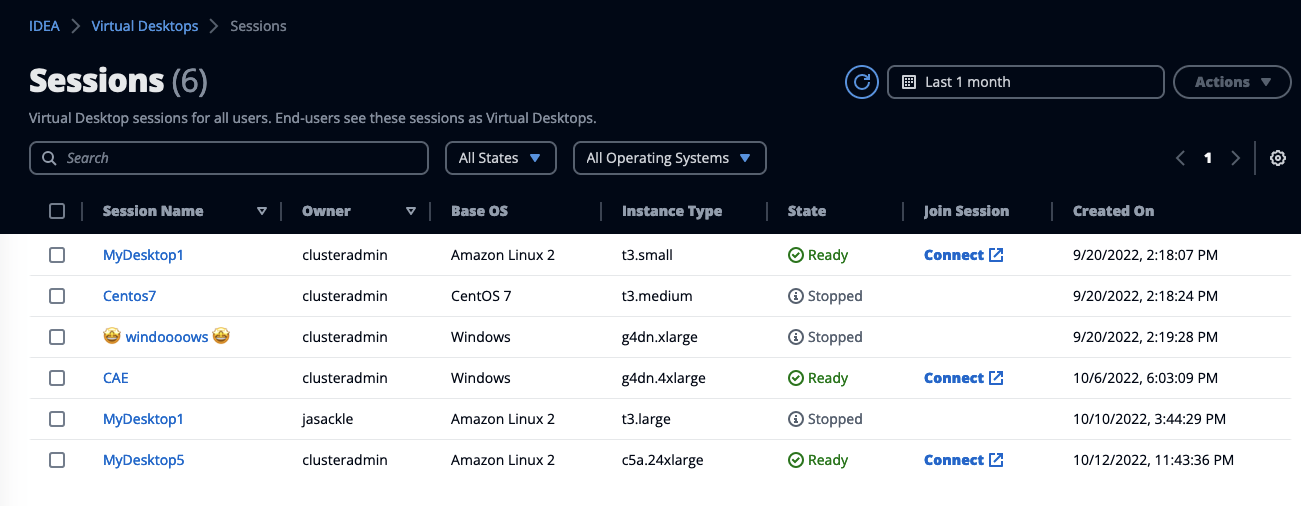 IDEA > Virtual Desktops > Sessions
Sessions (6)
Last 1 month
Actions
Virtual Desktop sessions for all users. End-users see these sessions as Virtual Desktops.
Search All States All Operating Systems 1
Session Name Owner Base OS Instance Type State Join Session Created On
MyDesktop1 clusteradmin Amazon Linux 2 t3.small Ready Connect 9/20/2022, 2:18:07 PM
Centos7 clusteradmin CentOS 7 t3.medium Stopped 9/20/2022, 2:18:24 PM
🤩 windoooows 🤩 clusteradmin Windows g4dn.xlarge Stopped 9/20/2022, 2:19:28 PM
CAE clusteradmin Windows g4dn.4xlarge Ready Connect 10/6/2022, 6:03:09 PM
MyDesktop1 jasackle Amazon Linux 2 t3.large Stopped 10/10/2022, 3:44:29 PM
MyDesktop5 clusteradmin Amazon Linux 2 c5a.24xlarge Ready Connect 10/12/2022, 11:43:36 PM